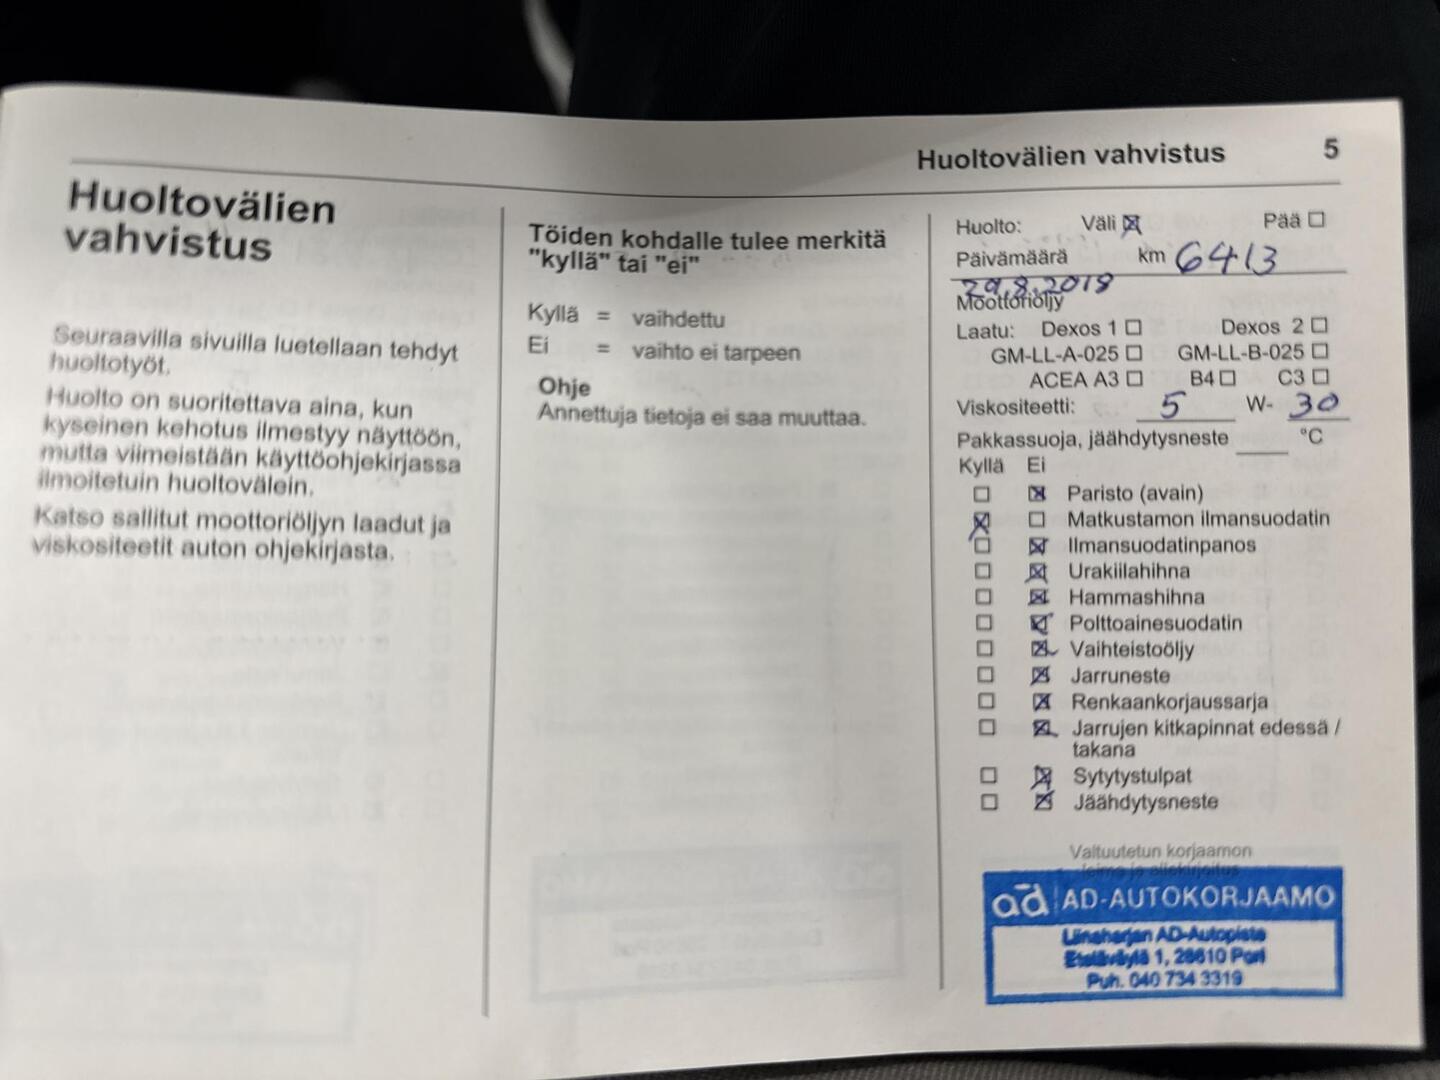 Huoltovälien vahvistus 5
Huoltovälien
vahvistus
Seuraavilla sivuilla luetellaan tehdyt
huoltotyöt.
Huolto on suoritettava aina, kun
kyseinen kehotus ilmestyy näyttöön,
mutta viimeistään käyttöohjekirjassa
ilmoitetuin huoltovälein.
Katso sallitut moottoriöljyn laadut ja
viskositeetit auton ohjekirjasta.
Töiden kohdalle tulee merkitä
"kyllä" tai "ei"
Kyllä = vaihdettu
Ei = vaihto ei tarpeen
Ohje
Annettuja tietoja ei saa muuttaa.
Huolto: Väli ☒ Pää ☐
Päivämäärä km 6413
29.8.2018
Moottoriöljy
Laatu: Dexos 1 ☐ Dexos 2 ☐
GM-LL-A-025 ☐ GM-LL-B-025 ☐
ACEA A3 ☐ B4 ☐ C3 ☐
Viskositeetti: 5 W- 30
Pakkassuoja, jäähdytysneste °C
Kyllä Ei
☐ ☒ Paristo (avain)
☒ ☐ Matkustamon ilmansuodatin
☐ ☒ Ilmansuodatinpanos
☐ ☒ Urakiilahihna
☐ ☒ Hammashihna
☐ ☒ Polttoainesuodatin
☐ ☒ Vaihteistoöljy
☐ ☒ Jarruneste
☐ ☒ Renkaankorjaussarja
☐ ☒ Jarrujen kitkapinnat edessä /
takana
☐ ☒ Sytytystulpat
☐ ☒ Jäähdytysneste
Valtuutetun korjaamon
leima ja allekirjoitus
ad AD-AUTOKORJAAMO
Liinaharjan AD-Autopiste
Eteläväylä 1, 28610 Pori
Puh. 040 734 3319